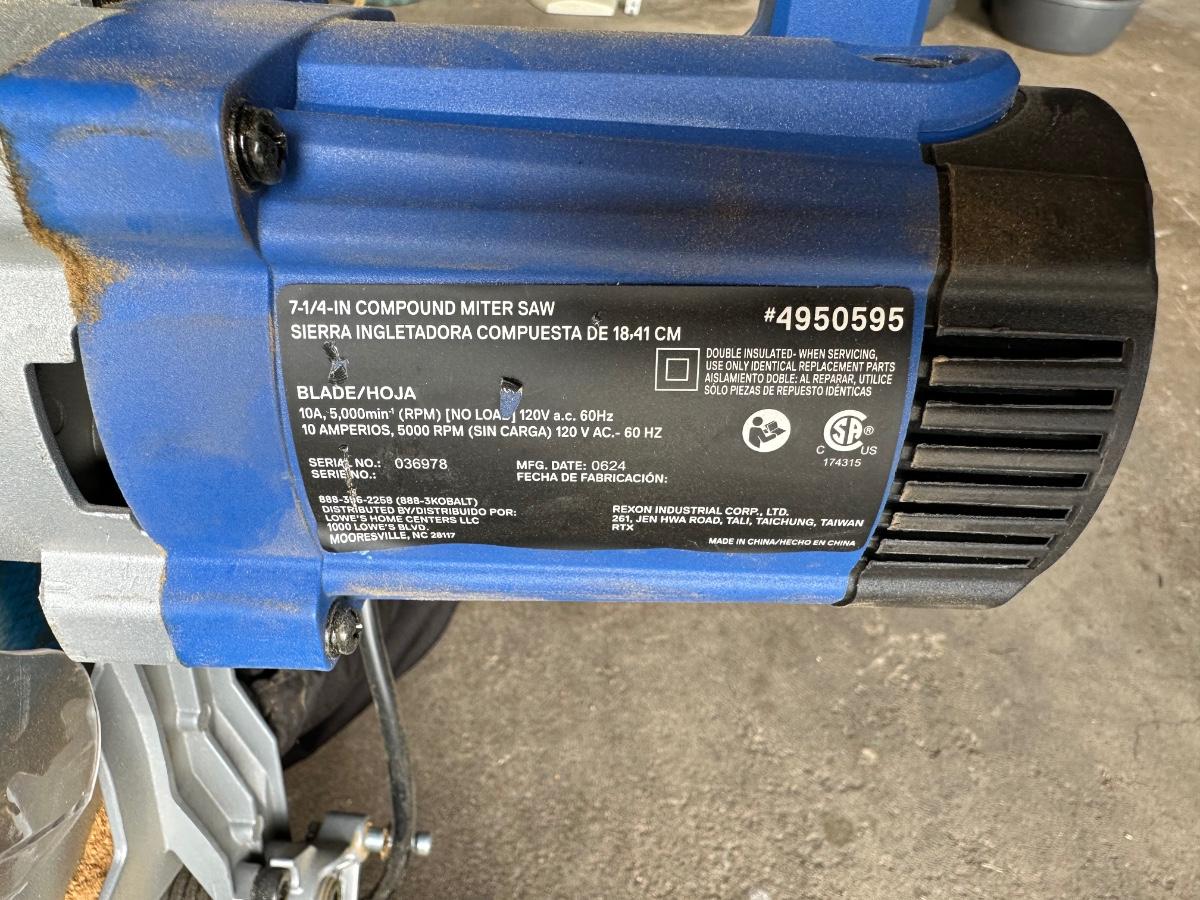 7-1/4-IN COMPOUND MITER SAW
SIERRA INGLETADORA COMPUESTA DE 18,41 CM
#4950595
DOUBLE INSULATED- WHEN SERVICING,
USE ONLY IDENTICAL REPLACEMENT PARTS
AISLAMIENTO DOBLE: AL REPARAR, UTILICE
SÓLO PIEZAS DE REPUESTO IDÉNTICAS
BLADE/HOJA
10A, 5,000min⁻¹ (RPM) [NO LOAD] 120V a.c. 60Hz
10 AMPERIOS, 5000 RPM (SIN CARGA) 120 V AC.- 60 HZ
C CSA® US
174315
SERIAL NO.: 036978
SERIE NO.:
MFG. DATE: 0624
FECHA DE FABRICACIÓN:
888-356-2258 (888-3KOBALT)
DISTRIBUTED BY/DISTRIBUIDO POR:
LOWE'S HOME CENTERS LLC
1000 LOWE'S BLVD.
MOORESVILLE, NC 28117
REXON INDUSTRIAL CORP., LTD.
261, JEN HWA ROAD, TALI, TAICHUNG, TAIWAN
RTX
MADE IN CHINA/HECHO EN CHINA